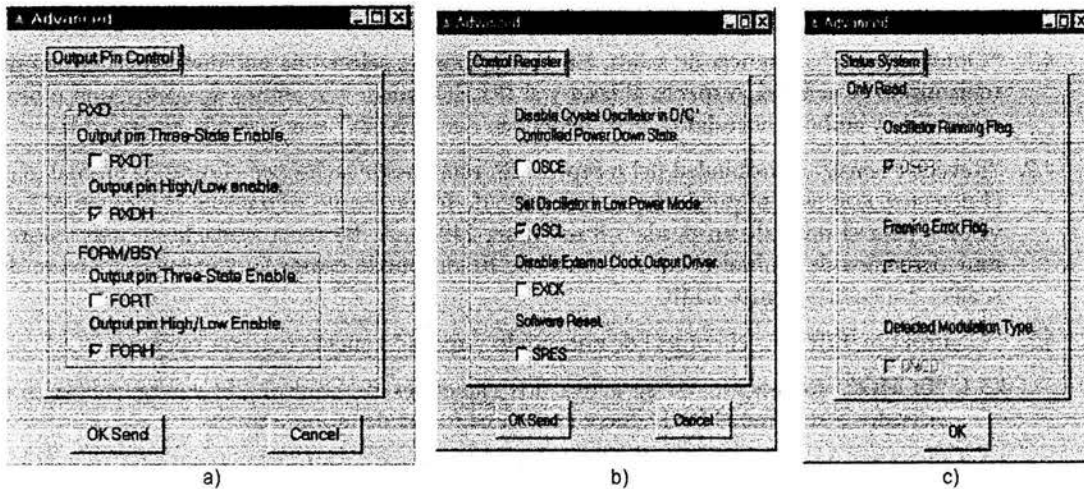 Advanced
Output Pin Control
RXD
Output pin Three-State Enable.
RXDT
Output pin High/Low enable.
RXDH
FORM/BSY
Output pin Three-State Enable.
FORT
Output pin High/Low Enable.
FORH
OK Send
Cancel
a)
Advanced
Control Register
Disable Crystal Oscillator in D/C'
Controlled Power Down State.
OSCE
Set Oscillator in Low Power Mode.
OSCL
Disable External Clock Output Driver.
EXCK
Software Reset.
SRES
OK Send
Cancel
b)
Advanced
Status System
Only Read
Oscillator Running Flag.
Framing Error Flag.
Detected Modulation Type.
OK
c)